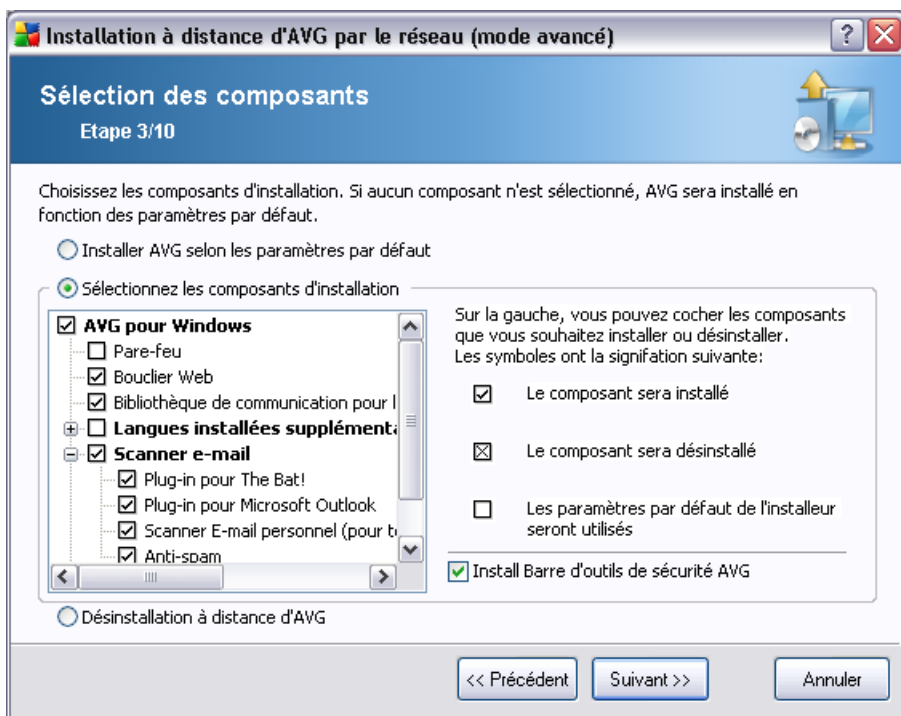 Installation à distance d'AVG par le réseau (mode avancé)
Sélection des composants
Etape 3/10
Choisissez les composants d'installation. Si aucun composant n'est sélectionné, AVG sera installé en
fonction des paramètres par défaut.
Installer AVG selon les paramètres par défaut
Sélectionnez les composants d'installation
AVG pour Windows
Pare-feu
Bouclier Web
Bibliothèque de communication pour l
Langues installées supplémenta
Scanner e-mail
Plug-in pour The Bat!
Plug-in pour Microsoft Outlook
Scanner E-mail personnel (pour to
Anti-spam
Sur la gauche, vous pouvez cocher les composants
que vous souhaitez installer ou désinstaller.
Les symboles ont la signifation suivante:
Le composant sera installé
Le composant sera désinstallé
Les paramètres par défaut de l'installeur
seront utilisés
Install Barre d'outils de sécurité AVG
Désinstallation à distance d'AVG
<< Précédent
Suivant >>
Annuler